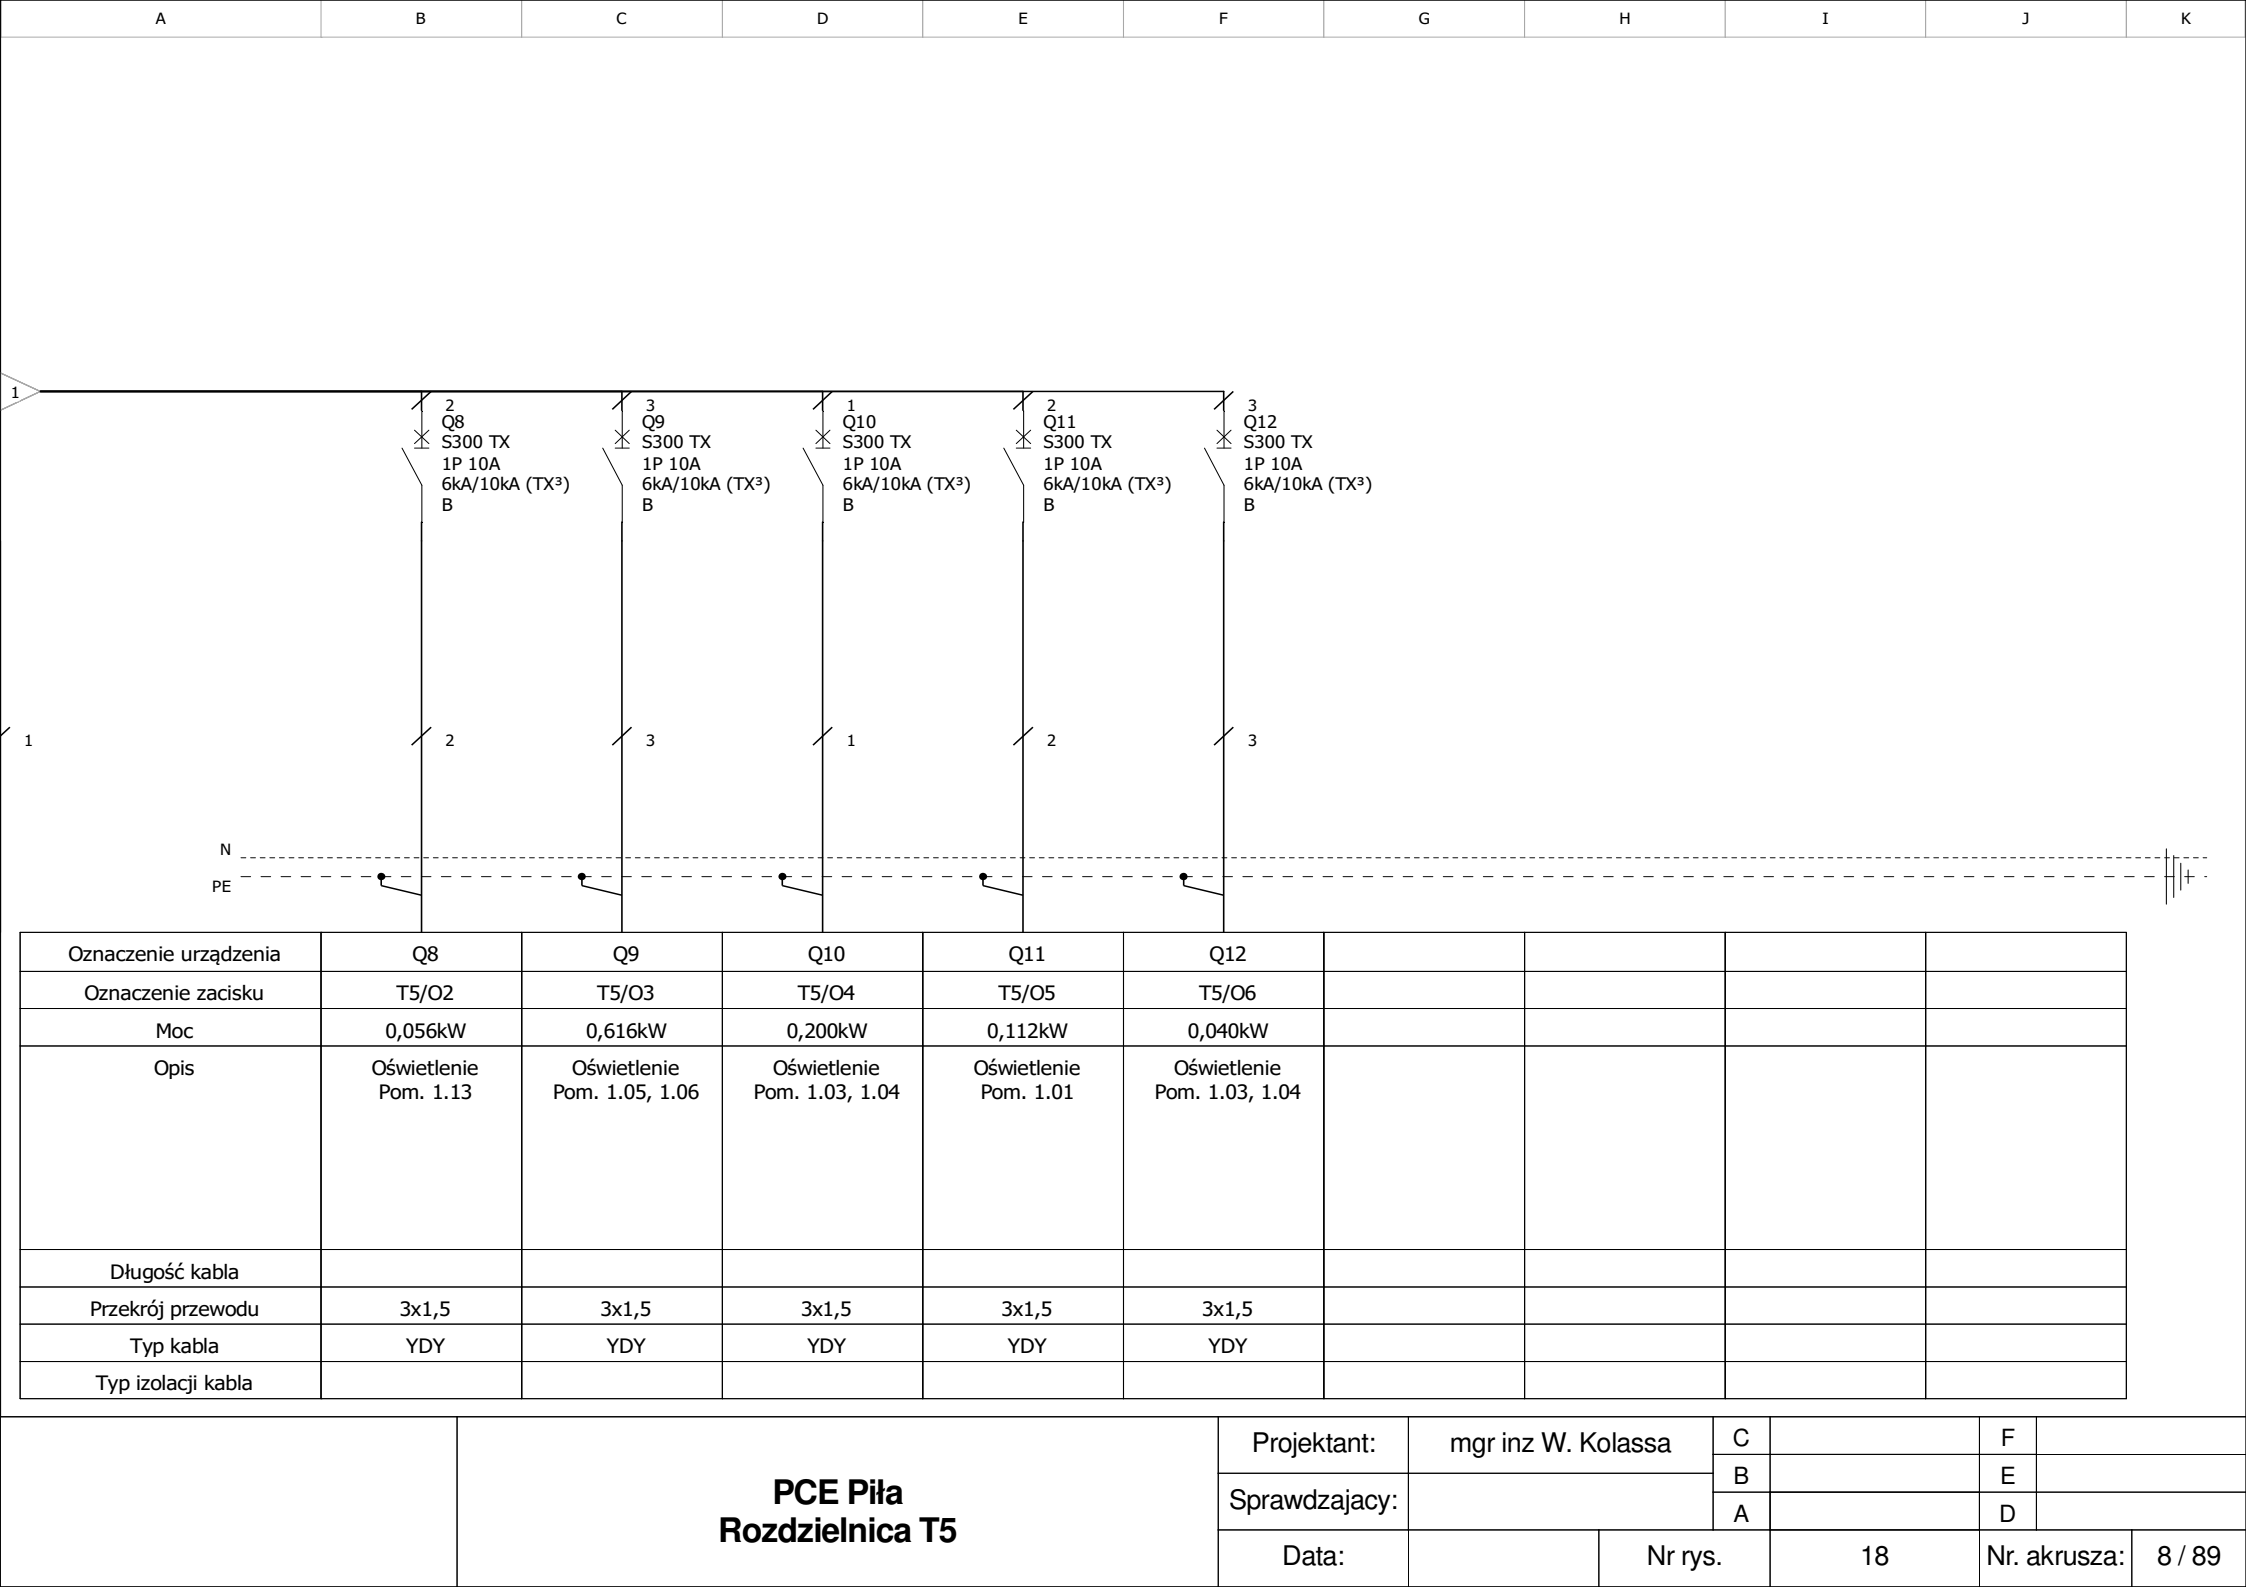 A B C D E F G H I J K
1
2 3 1 2 3
Q8 Q9 Q10 Q11 Q12
S300 TX S300 TX S300 TX S300 TX S300 TX
1P 10A 1P 10A 1P 10A 1P 10A 1P 10A
6kA/10kA (TX³) 6kA/10kA (TX³) 6kA/10kA (TX³) 6kA/10kA (TX³) 6kA/10kA (TX³)
B B B B B
1 2 3 1 2 3
N
PE
Oznaczenie urządzenia Q8 Q9 Q10 Q11 Q12
Oznaczenie zacisku T5/O2 T5/O3 T5/O4 T5/O5 T5/O6
Moc 0,056kW 0,616kW 0,200kW 0,112kW 0,040kW
Opis Oświetlenie Oświetlenie Oświetlenie Oświetlenie Oświetlenie
Pom. 1.13 Pom. 1.05, 1.06 Pom. 1.03, 1.04 Pom. 1.01 Pom. 1.03, 1.04
Długość kabla
Przekrój przewodu 3x1,5 3x1,5 3x1,5 3x1,5 3x1,5
Typ kabla YDY YDY YDY YDY YDY
Typ izolacji kabla
PCE Piła
Rozdzielnica T5
Projektant: mgr inz W. Kolassa C F
B E
Sprawdzajacy:
A D
Data: Nr rys. 18 Nr. akrusza: 8 / 89